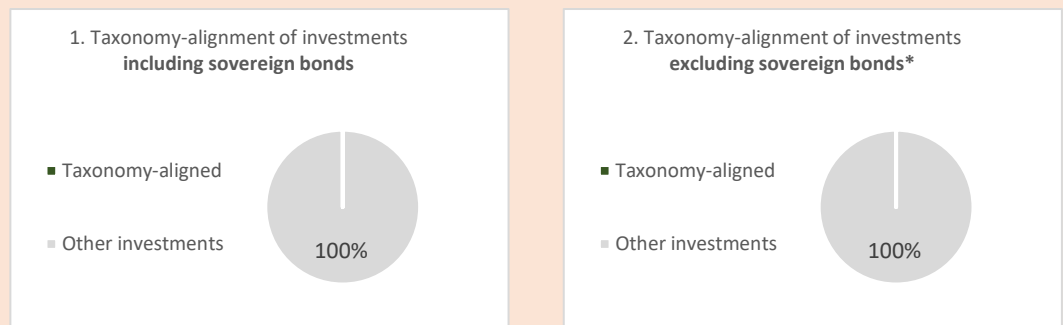 1. Taxonomy-alignment of investments
including sovereign bonds
Taxonomy-aligned
Other investments
100%
2. Taxonomy-alignment of investments
excluding sovereign bonds*
Taxonomy-aligned
Other investments
100%